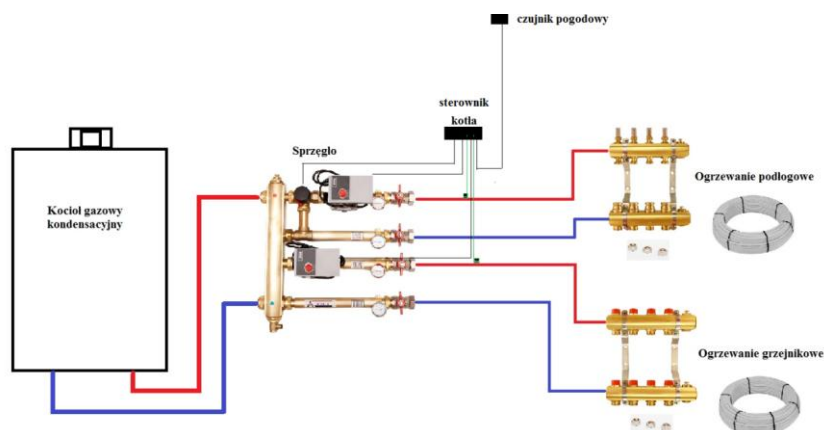 czujnik pogodowy
sterownik
kotła
Sprzęgło
Ogrzewanie podłogowe
Kocioł gazowy
kondensacyjny
Ogrzewanie grzejnikowe